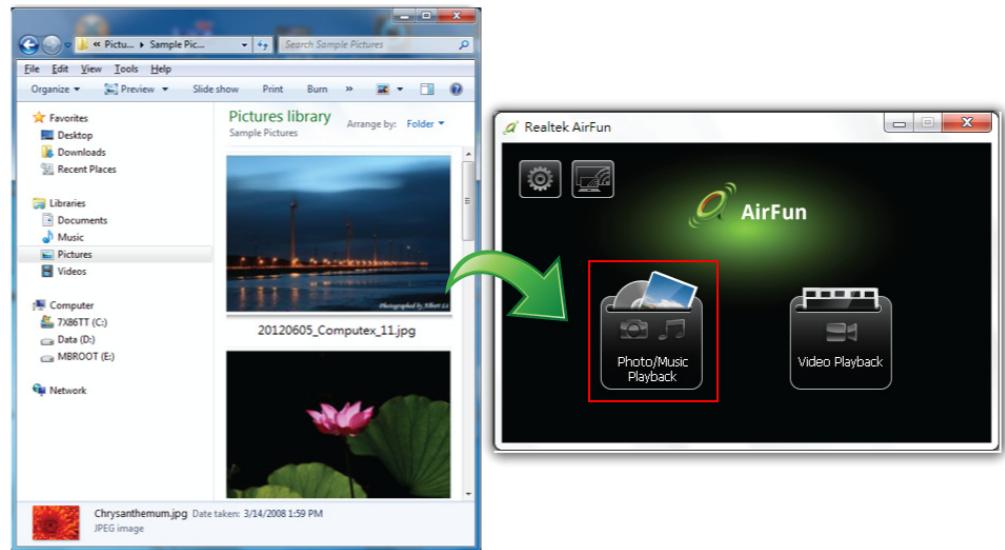 « Pictu... ▸ Sample Pic...
Search Sample Pictures
File Edit View Tools Help
Organize ▾ Preview ▾ Slide show Print Burn »
Favorites
Desktop
Downloads
Recent Places
Libraries
Documents
Music
Pictures
Videos
Computer
7X86TT (C:)
Data (D:)
MBROOT (E:)
Network
Pictures library
Sample Pictures
Arrange by: Folder ▾
20120605_Computex_11.jpg
Chrysanthemum.jpg Date taken: 3/14/2008 1:59 PM
JPEG image
Realtek AirFun
AirFun
Photo/Music
Playback
Video Playback